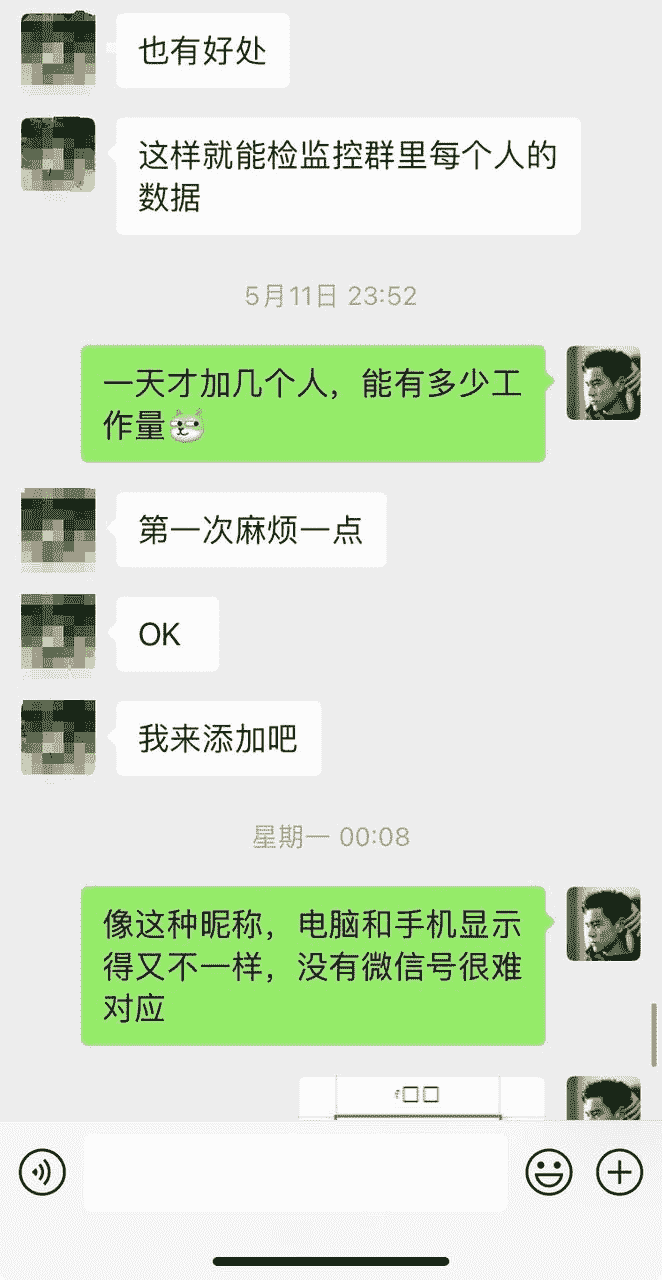 也有好处
这样就能检监控群里每个人的
数据
5月11日 23:52
一天才加几个人，能有多少工
作量
第一次麻烦一点
OK
我来添加吧
星期一 00:08
像这种昵称，电脑和手机显示
得又不一样，没有微信号很难
对应